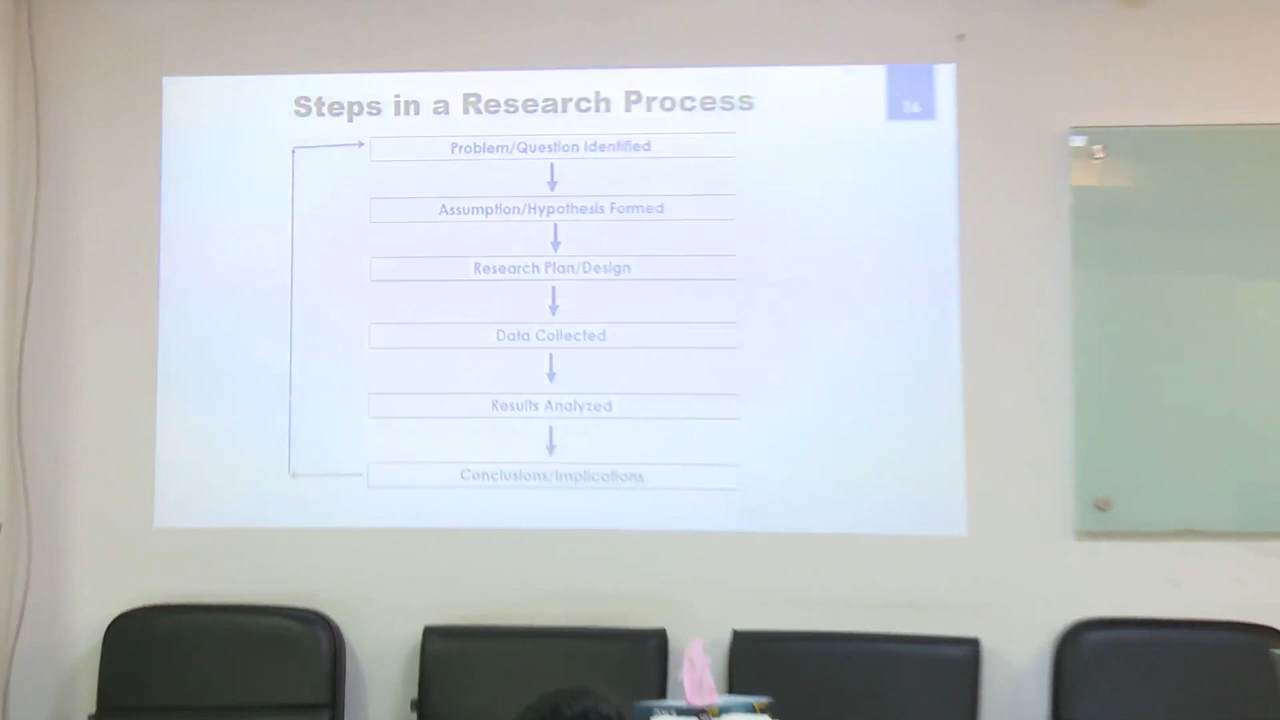 Steps in a Research Process
Problem/Question Identified
Assumption/Hypothesis Formed
Research Plan/Design
Data Collected
Results Analyzed
Conclusions/Implications